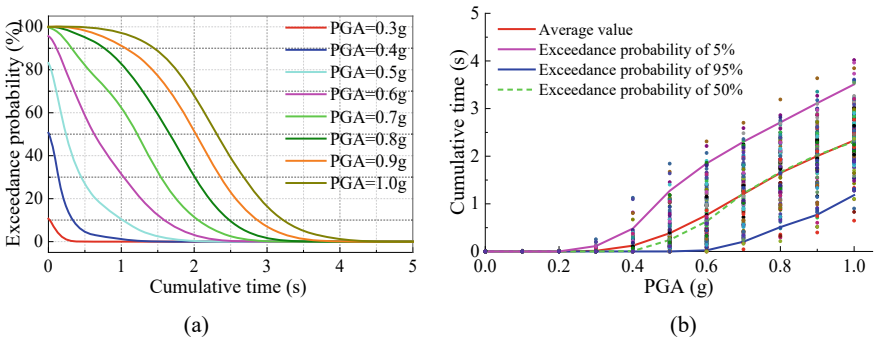 Exceedance probability (%)
100
80
60
40
20
0
PGA=0.3g
PGA=0.4g
PGA=0.5g
PGA=0.6g
PGA=0.7g
PGA=0.8g
PGA=0.9g
PGA=1.0g
0 1 2 3 4 5
Cumulative time (s)
(a)
Cumulative time (s)
5
4
3
2
1
0
Average value
Exceedance probability of 5%
Exceedance probability of 95%
Exceedance probability of 50%
0.0 0.2 0.4 0.6 0.8 1.0
PGA (g)
(b)